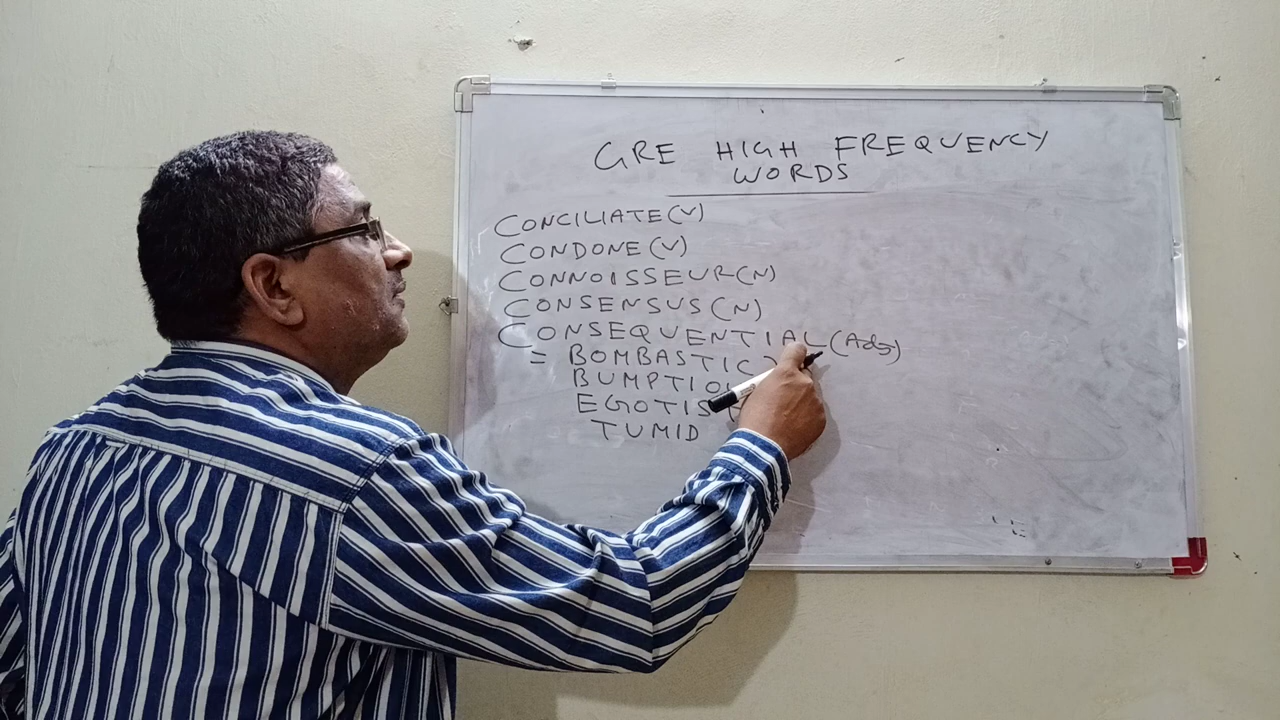 GRE HIGH FREQUENCY
WORDS
CONCILIATE(V)
CONDONE(V)
CONNOISSEUR(N)
CONSENSUS(N)
CONSEQUENTIAL(Adj)
= BOMBASTIC
TUMID